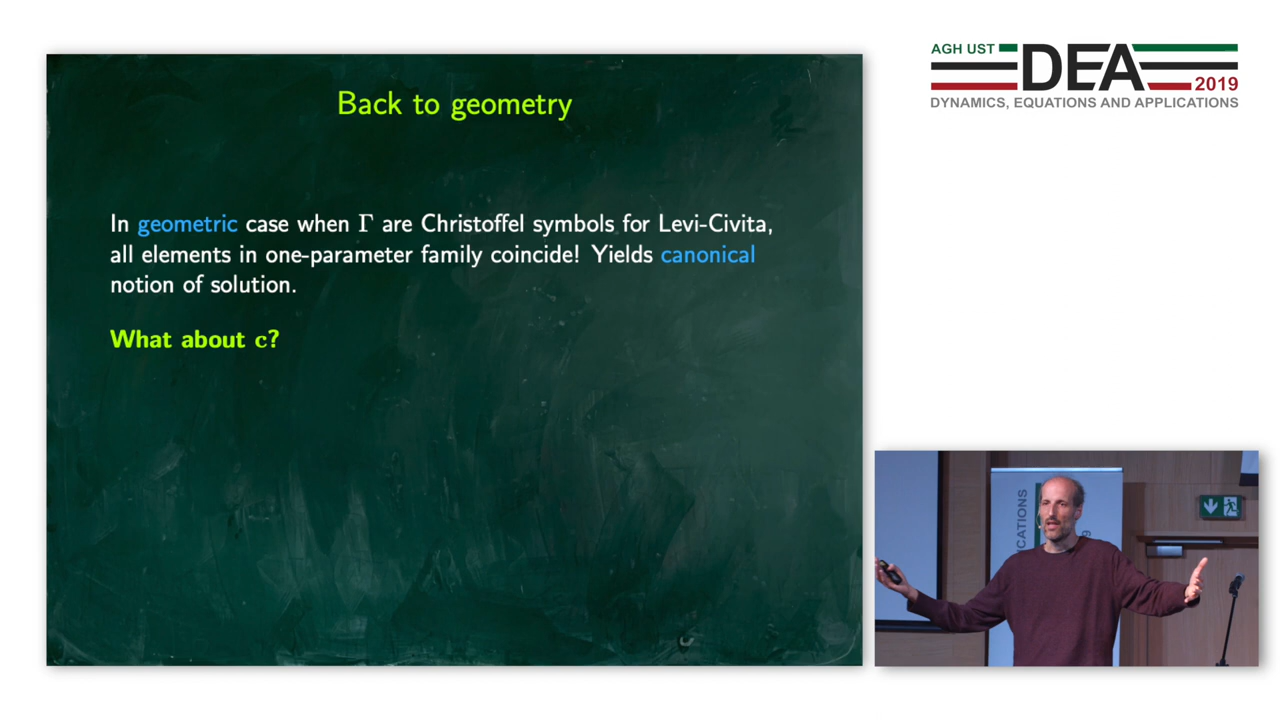 AGH UST
DEA
2019
DYNAMICS, EQUATIONS AND APPLICATIONS
Back to geometry
In geometric case when Γ are Christoffel symbols for Levi-Civita,
all elements in one-parameter family coincide! Yields canonical
notion of solution.
What about c?